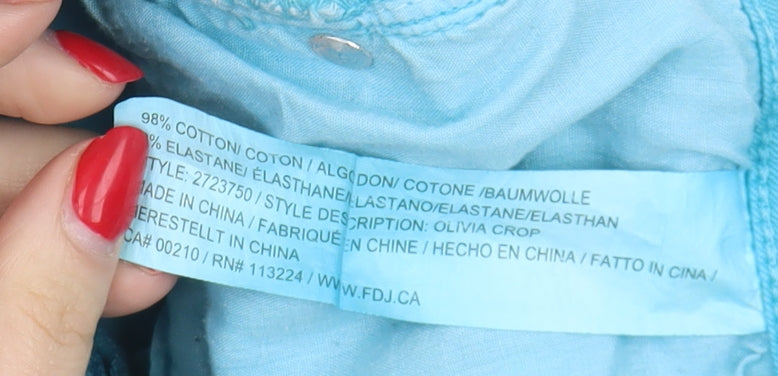 98% COTTON/ COTON / ALGODON/ COTONE /BAUMWOLLE
% ELASTANE/ ÉLASTHANE/ELASTANO/ELASTANE/ELASTHAN
STYLE: 2723750 / STYLE DESCRIPTION: OLIVIA CROP
MADE IN CHINA / FABRIQUÉ EN CHINE / HECHO EN CHINA / FATTO IN CINA /
HERESTELLT IN CHINA
CA# 00210 / RN# 113224 / WWW.FDJ.CA